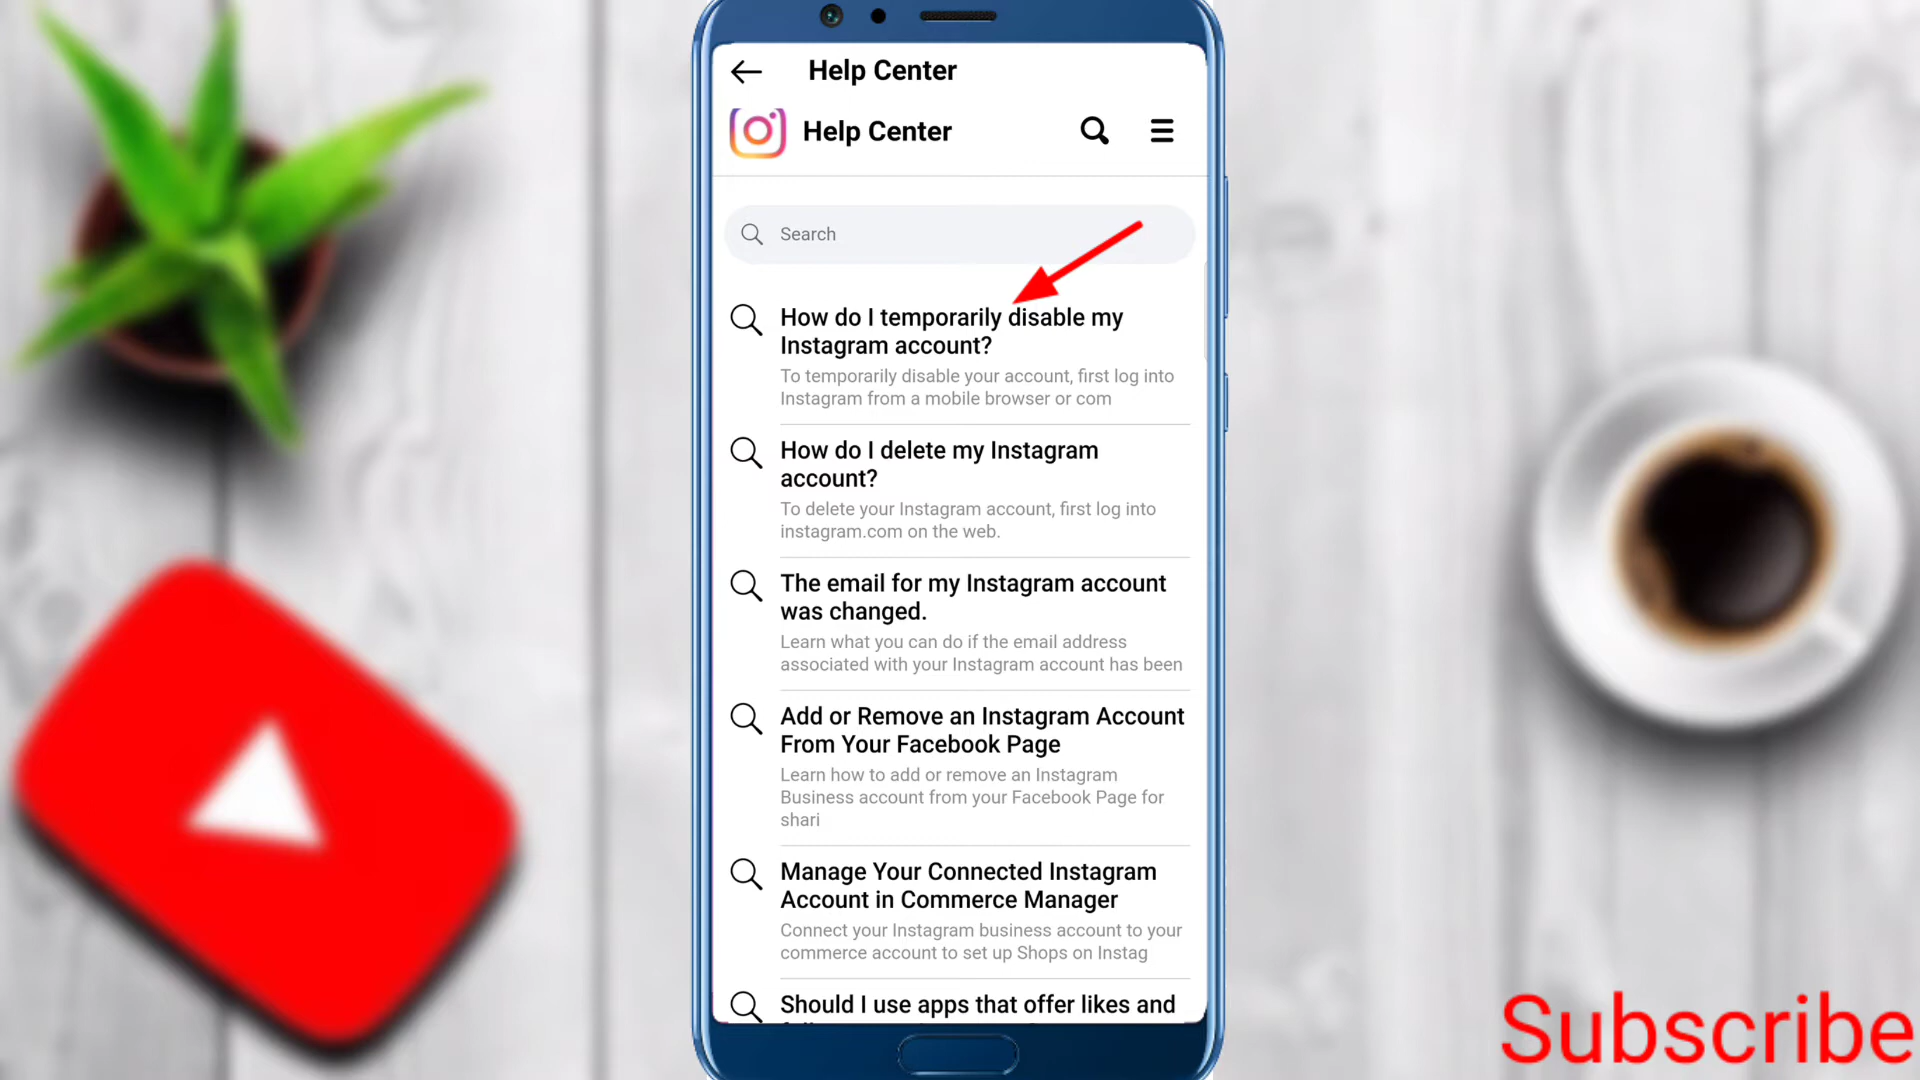 Help Center
Help Center
Search
How do I temporarily disable my
Instagram account?
To temporarily disable your account, first log into
Instagram from a mobile browser or com
How do I delete my Instagram
account?
To delete your Instagram account, first log into
instagram.com on the web.
The email for my Instagram account
was changed.
Learn what you can do if the email address
associated with your Instagram account has been
Add or Remove an Instagram Account
From Your Facebook Page
Learn how to add or remove an Instagram
Business account from your Facebook Page for
shari
Manage Your Connected Instagram
Account in Commerce Manager
Connect your Instagram business account to your
commerce account to set up Shops on Instag
Should I use apps that offer likes and
Subscribe